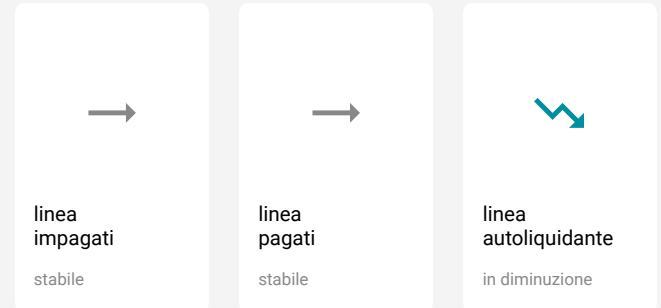 linea
impagati
stabile
linea
pagati
stabile
linea
autoliquidante
in diminuzione